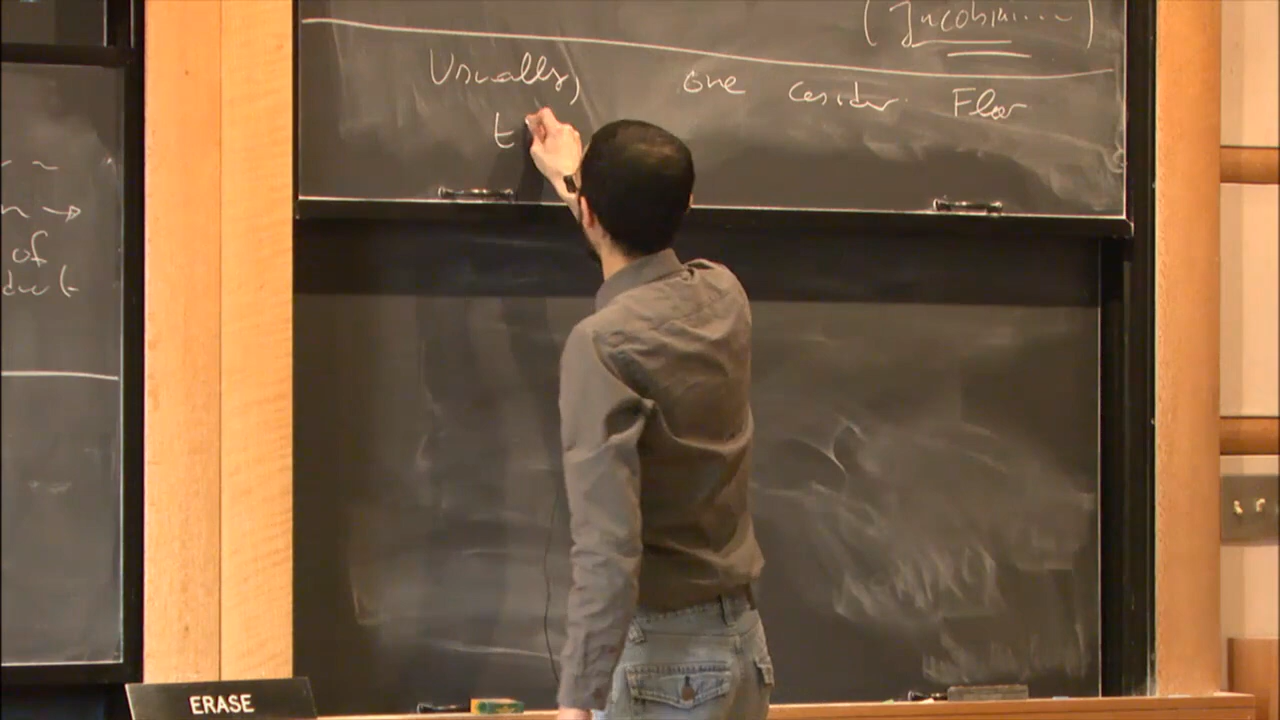 ~ ~
n →
of
duct
(Jacobian...)
Usually, one consider Floer
t
ERASE